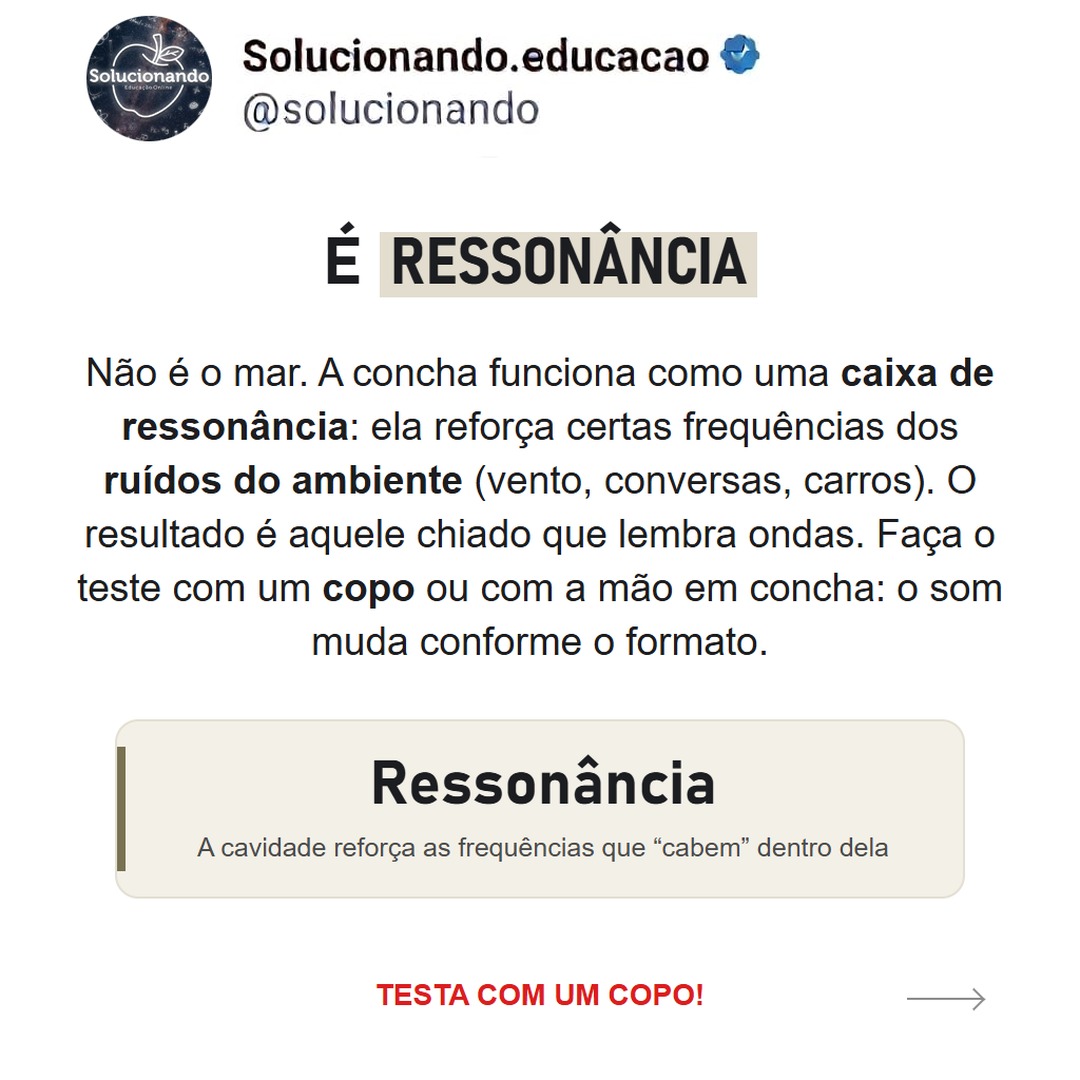 Solucionando
Educação Online
Solucionando.educacao
@solucionando
É RESSONÂNCIA
Não é o mar. A concha funciona como uma caixa de
ressonância: ela reforça certas frequências dos
ruídos do ambiente (vento, conversas, carros). O
resultado é aquele chiado que lembra ondas. Faça o
teste com um copo ou com a mão em concha: o som
muda conforme o formato.
Ressonância
A cavidade reforça as frequências que “cabem” dentro dela
TESTA COM UM COPO!